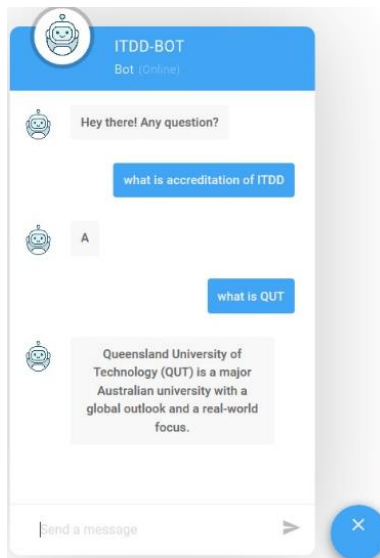 ITDD-BOT
Bot (Online)
Hey there! Any question?
what is accreditation of ITDD
A
what is QUT
Queensland University of
Technology (QUT) is a major
Australian university with a
global outlook and a real-world
focus.
Send a message